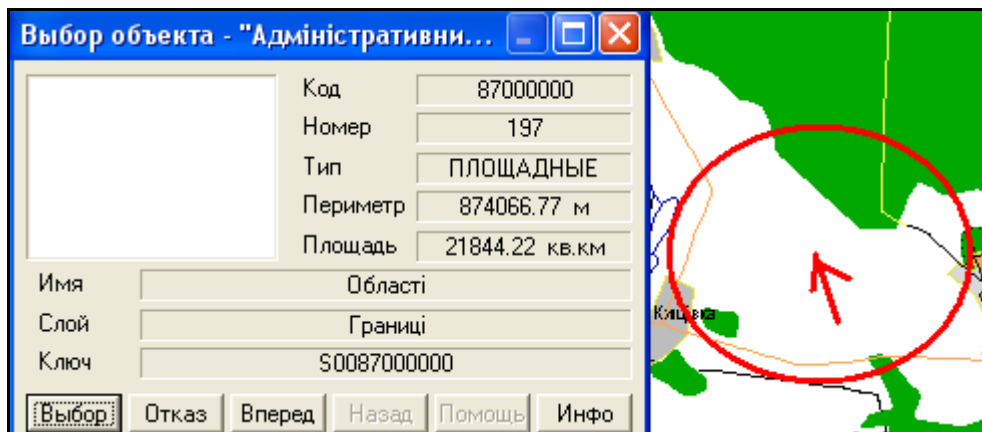 Выбор объекта - "Адміністративни...
Код 87000000
Номер 197
Тип ПЛОЩАДНЫЕ
Периметр 874066.77 м
Площадь 21844.22 кв.км
Имя Області
Слой Границі
Ключ S0087000000
Выбор Отказ Вперед Назад Помощь Инфо
Кицівка